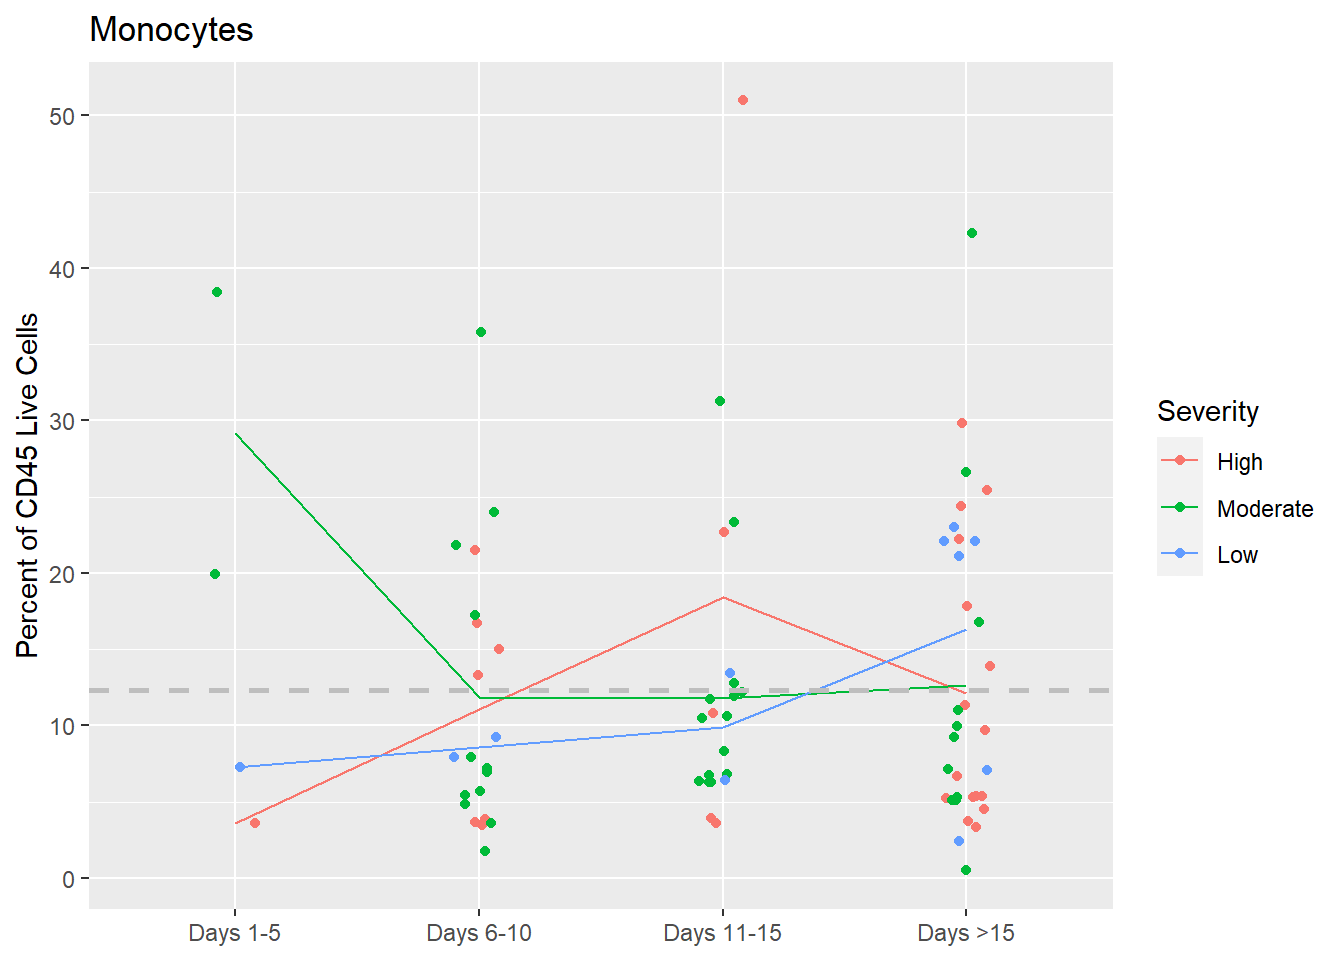 Monocytes
Percent of CD45 Live Cells
50
40
30
20
10
0
Days 1-5
Days 6-10
Days 11-15
Days >15
Severity
High
Moderate
Low